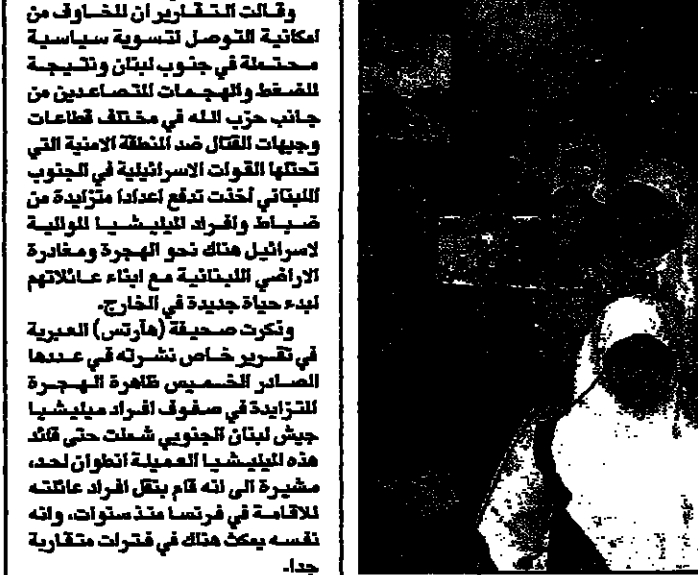 وقالت التقارير ان المخاوف من
امكانية التوصل لتسوية سياسية
محتملة في جنوب لبنان ونتيجة
للضغط والهجمات المتصاعدين من
جانب حزب الله في مختلف قطاعات
وجبهات القتال ضد المنطقة الامنية التي
تحتلها القوات الاسرائيلية في الجنوب
اللبناني أخذت تدفع اعدادا متزايدة من
ضباط وأفراد الميليشيا الموالية
لاسرائيل هناك نحو الهجرة ومغادرة
الاراضي اللبنانية مع ابناء عائلاتهم
لبدء حياة جديدة في الخارج.
وذكرت صحيفة (هآرتس) العبرية
في تقرير خاص نشرته في عددها
الصادر الخميس ظاهرة الهجرة
المتزايدة في صفوف افراد ميليشيا
جيش لبنان الجنوبي شملت حتى قائد
هذه الميليشيا العميلة انطوان لحد،
مشيرة الى انه قام بنقل افراد عائلته
للاقامة في فرنسا منذ سنوات، وانه
نفسه يمكث هناك في فترات متقاربة
جدا.